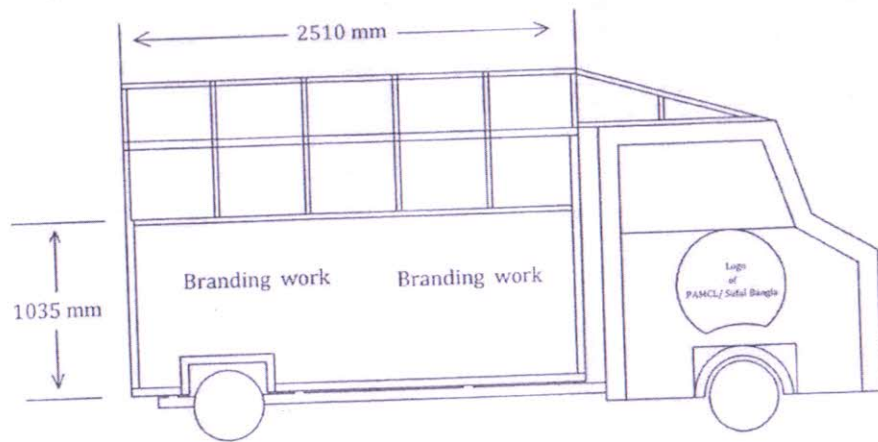 2510 mm
Branding work
Branding work
1035 mm
Logo
of
PAMCL/ Sufal Bangla